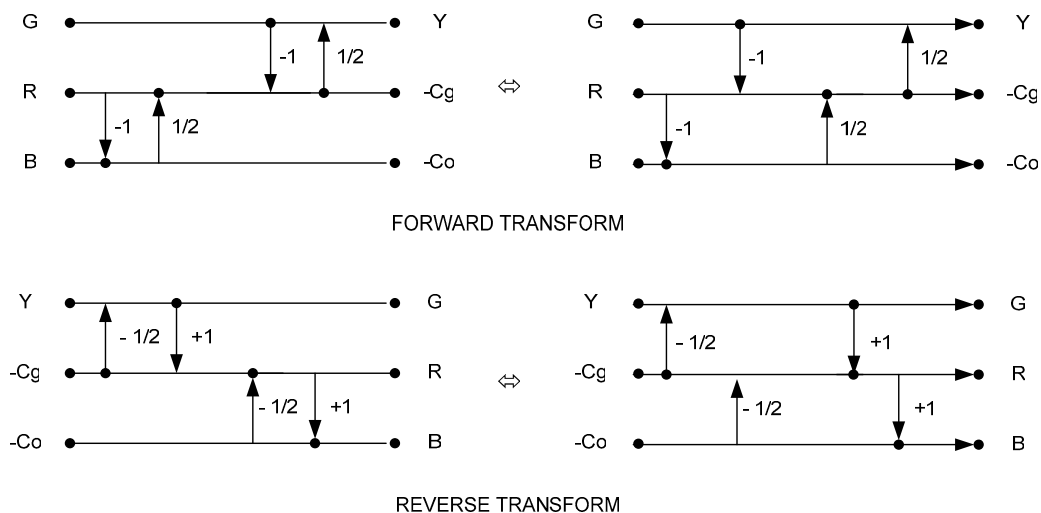 G Y G Y
-1 1/2 -1 1/2
R -Cg ⇔ R -Cg
-1 1/2 -1 1/2
B -Co B -Co
FORWARD TRANSFORM
Y G Y G
- 1/2 +1 - 1/2 +1
-Cg R ⇔ -Cg R
- 1/2 +1 - 1/2 +1
-Co B -Co B
REVERSE TRANSFORM